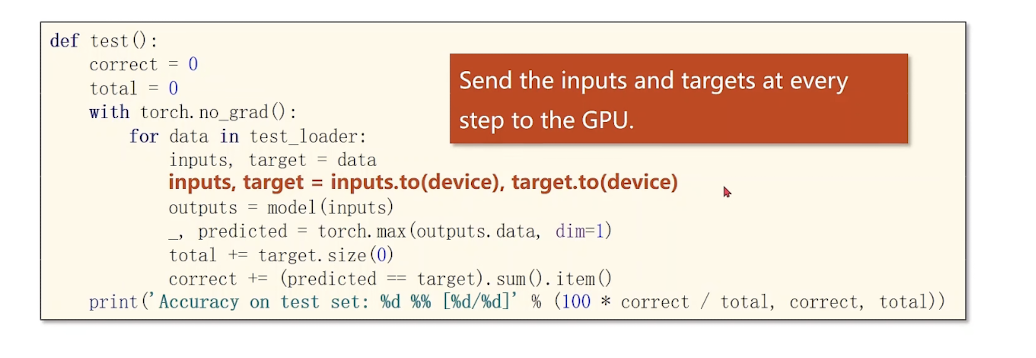 def test():
    correct = 0
    total = 0
    with torch.no_grad():
        for data in test_loader:
            inputs, target = data
            inputs, target = inputs.to(device), target.to(device)
            outputs = model(inputs)
            _, predicted = torch.max(outputs.data, dim=1)
            total += target.size(0)
            correct += (predicted == target).sum().item()
    print('Accuracy on test set: %d %% [%d/%d]' % (100 * correct / total, correct, total))
Send the inputs and targets at every
step to the GPU.